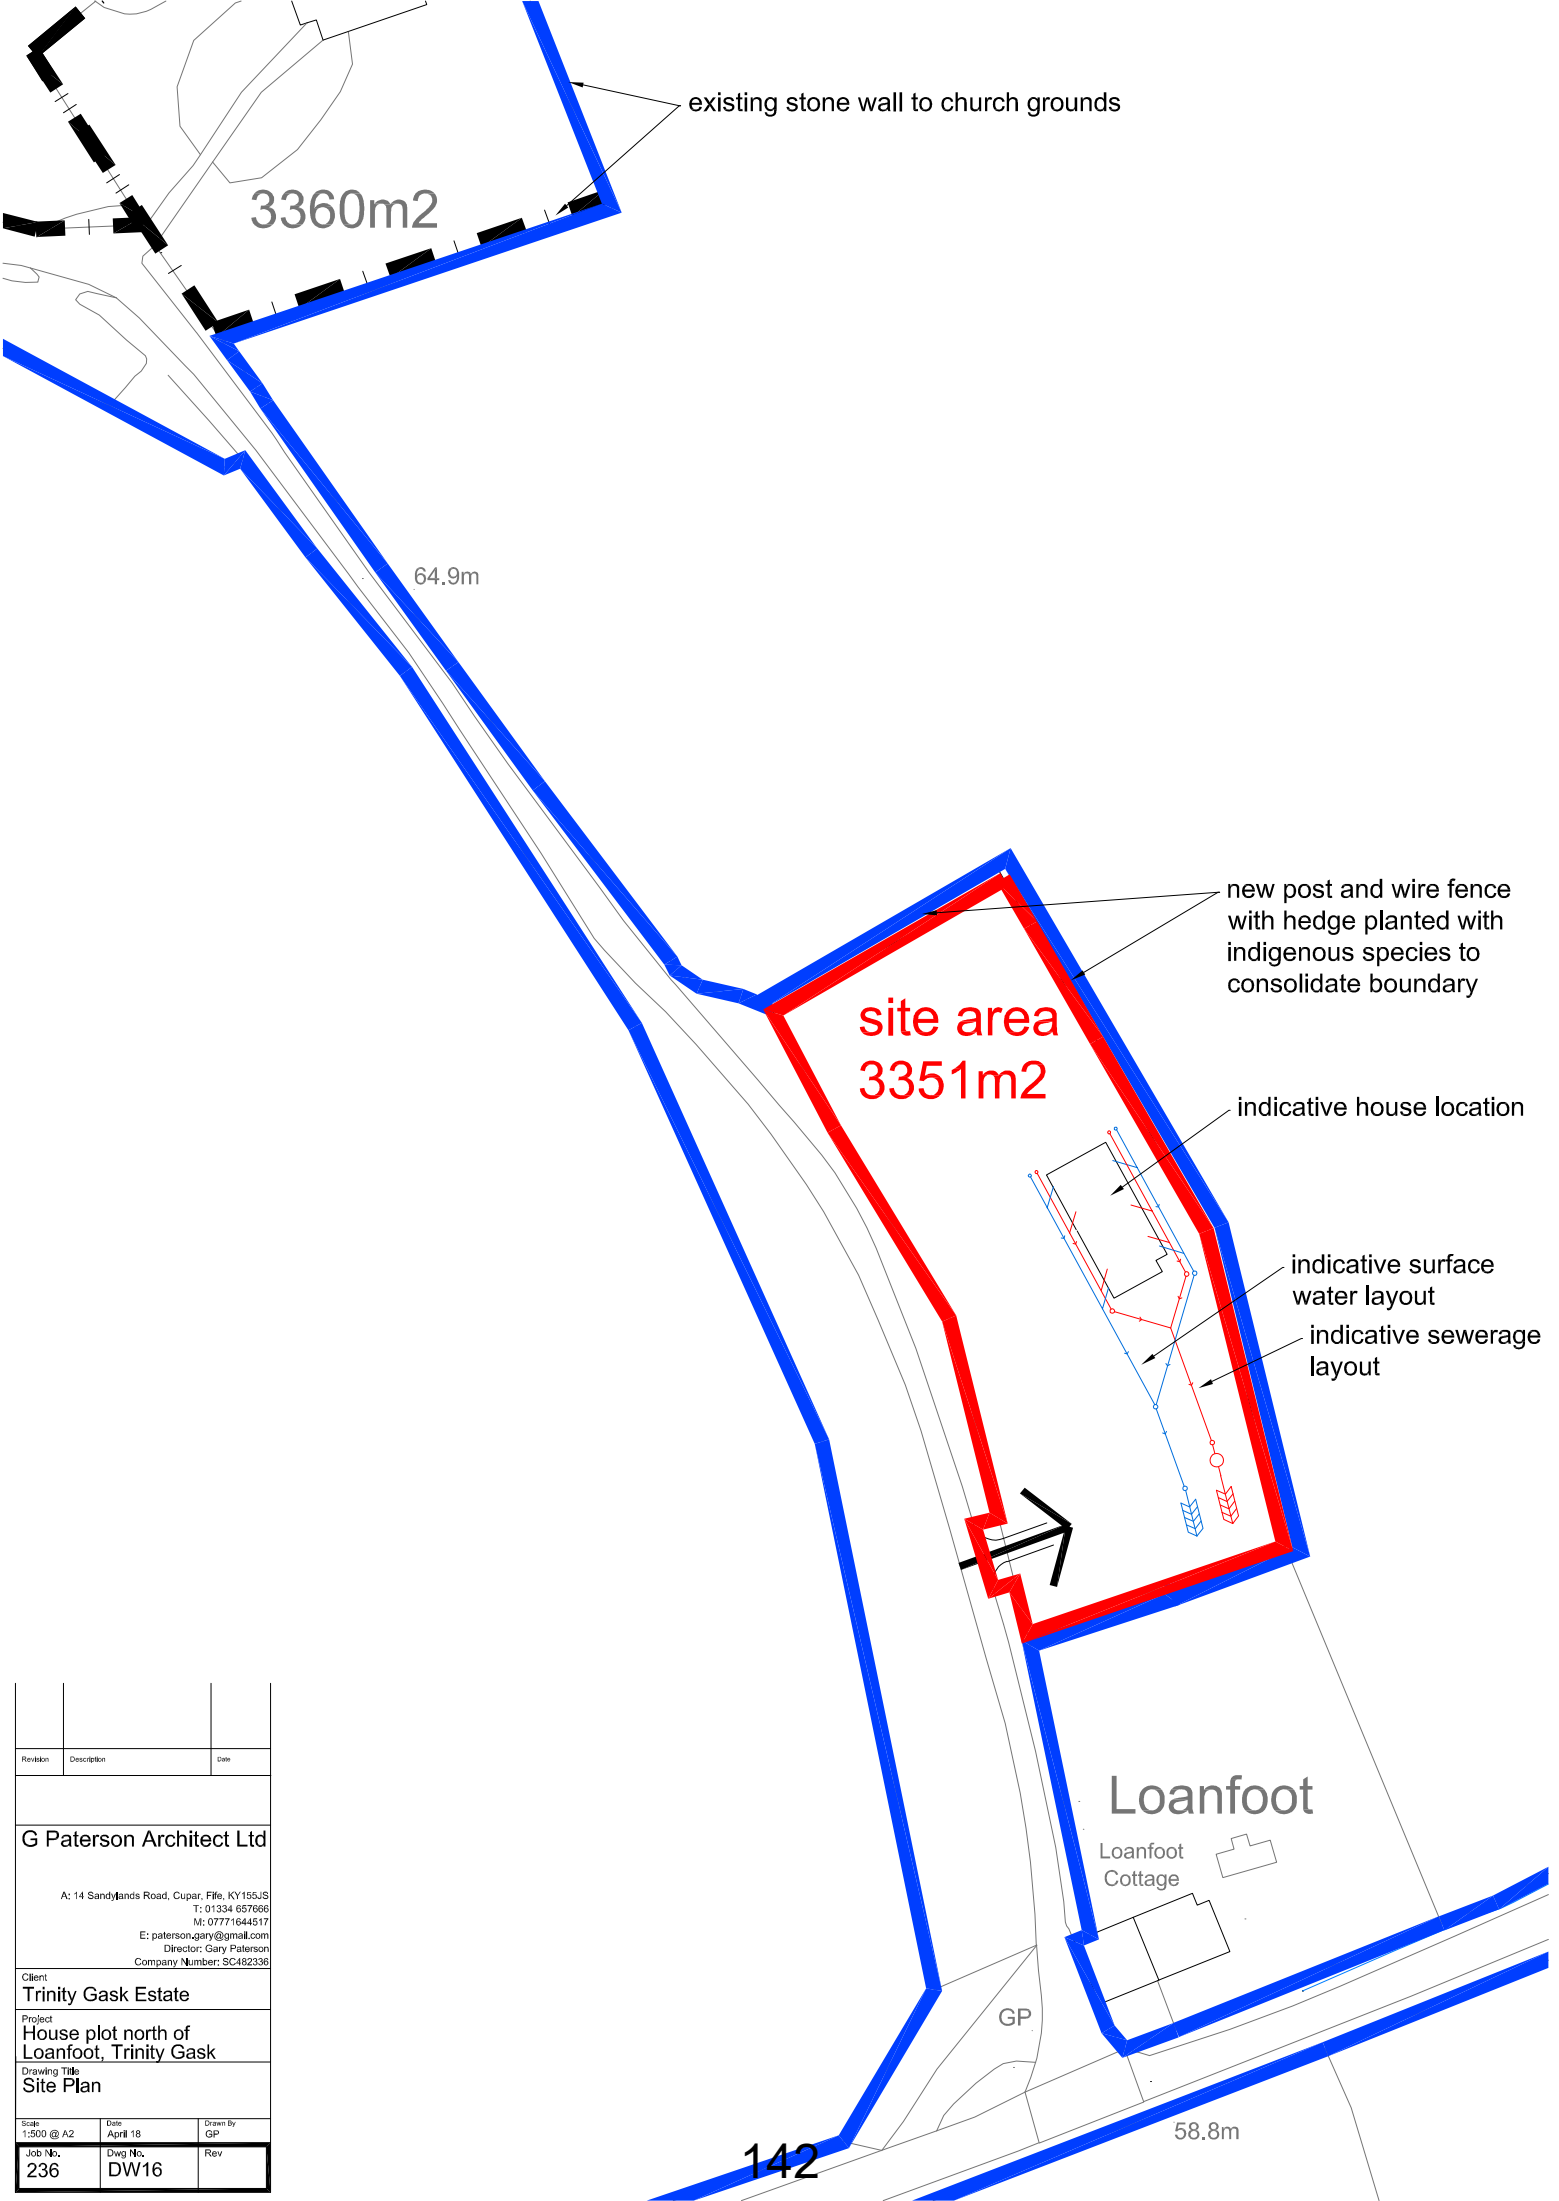 existing stone wall to church grounds
3360m2
64.9m
new post and wire fence
with hedge planted with
indigenous species to
consolidate boundary
site area
3351m2
indicative house location
indicative surface
water layout
indicative sewerage
layout
Loanfoot
Loanfoot
Cottage
GP
58.8m
142
Revision Description Date
G Paterson Architect Ltd
A: 14 Sandylands Road, Cupar, Fife, KY155JS
T: 01334 657666
M: 07771644517
E: paterson.gary@gmail.com
Director: Gary Paterson
Company Number: SC482336
Client
Trinity Gask Estate
Project
House plot north of
Loanfoot, Trinity Gask
Drawing Title
Site Plan
Scale Date Drawn By
1:500 @ A2 April 18 GP
Job No. Dwg No. Rev
236 DW16